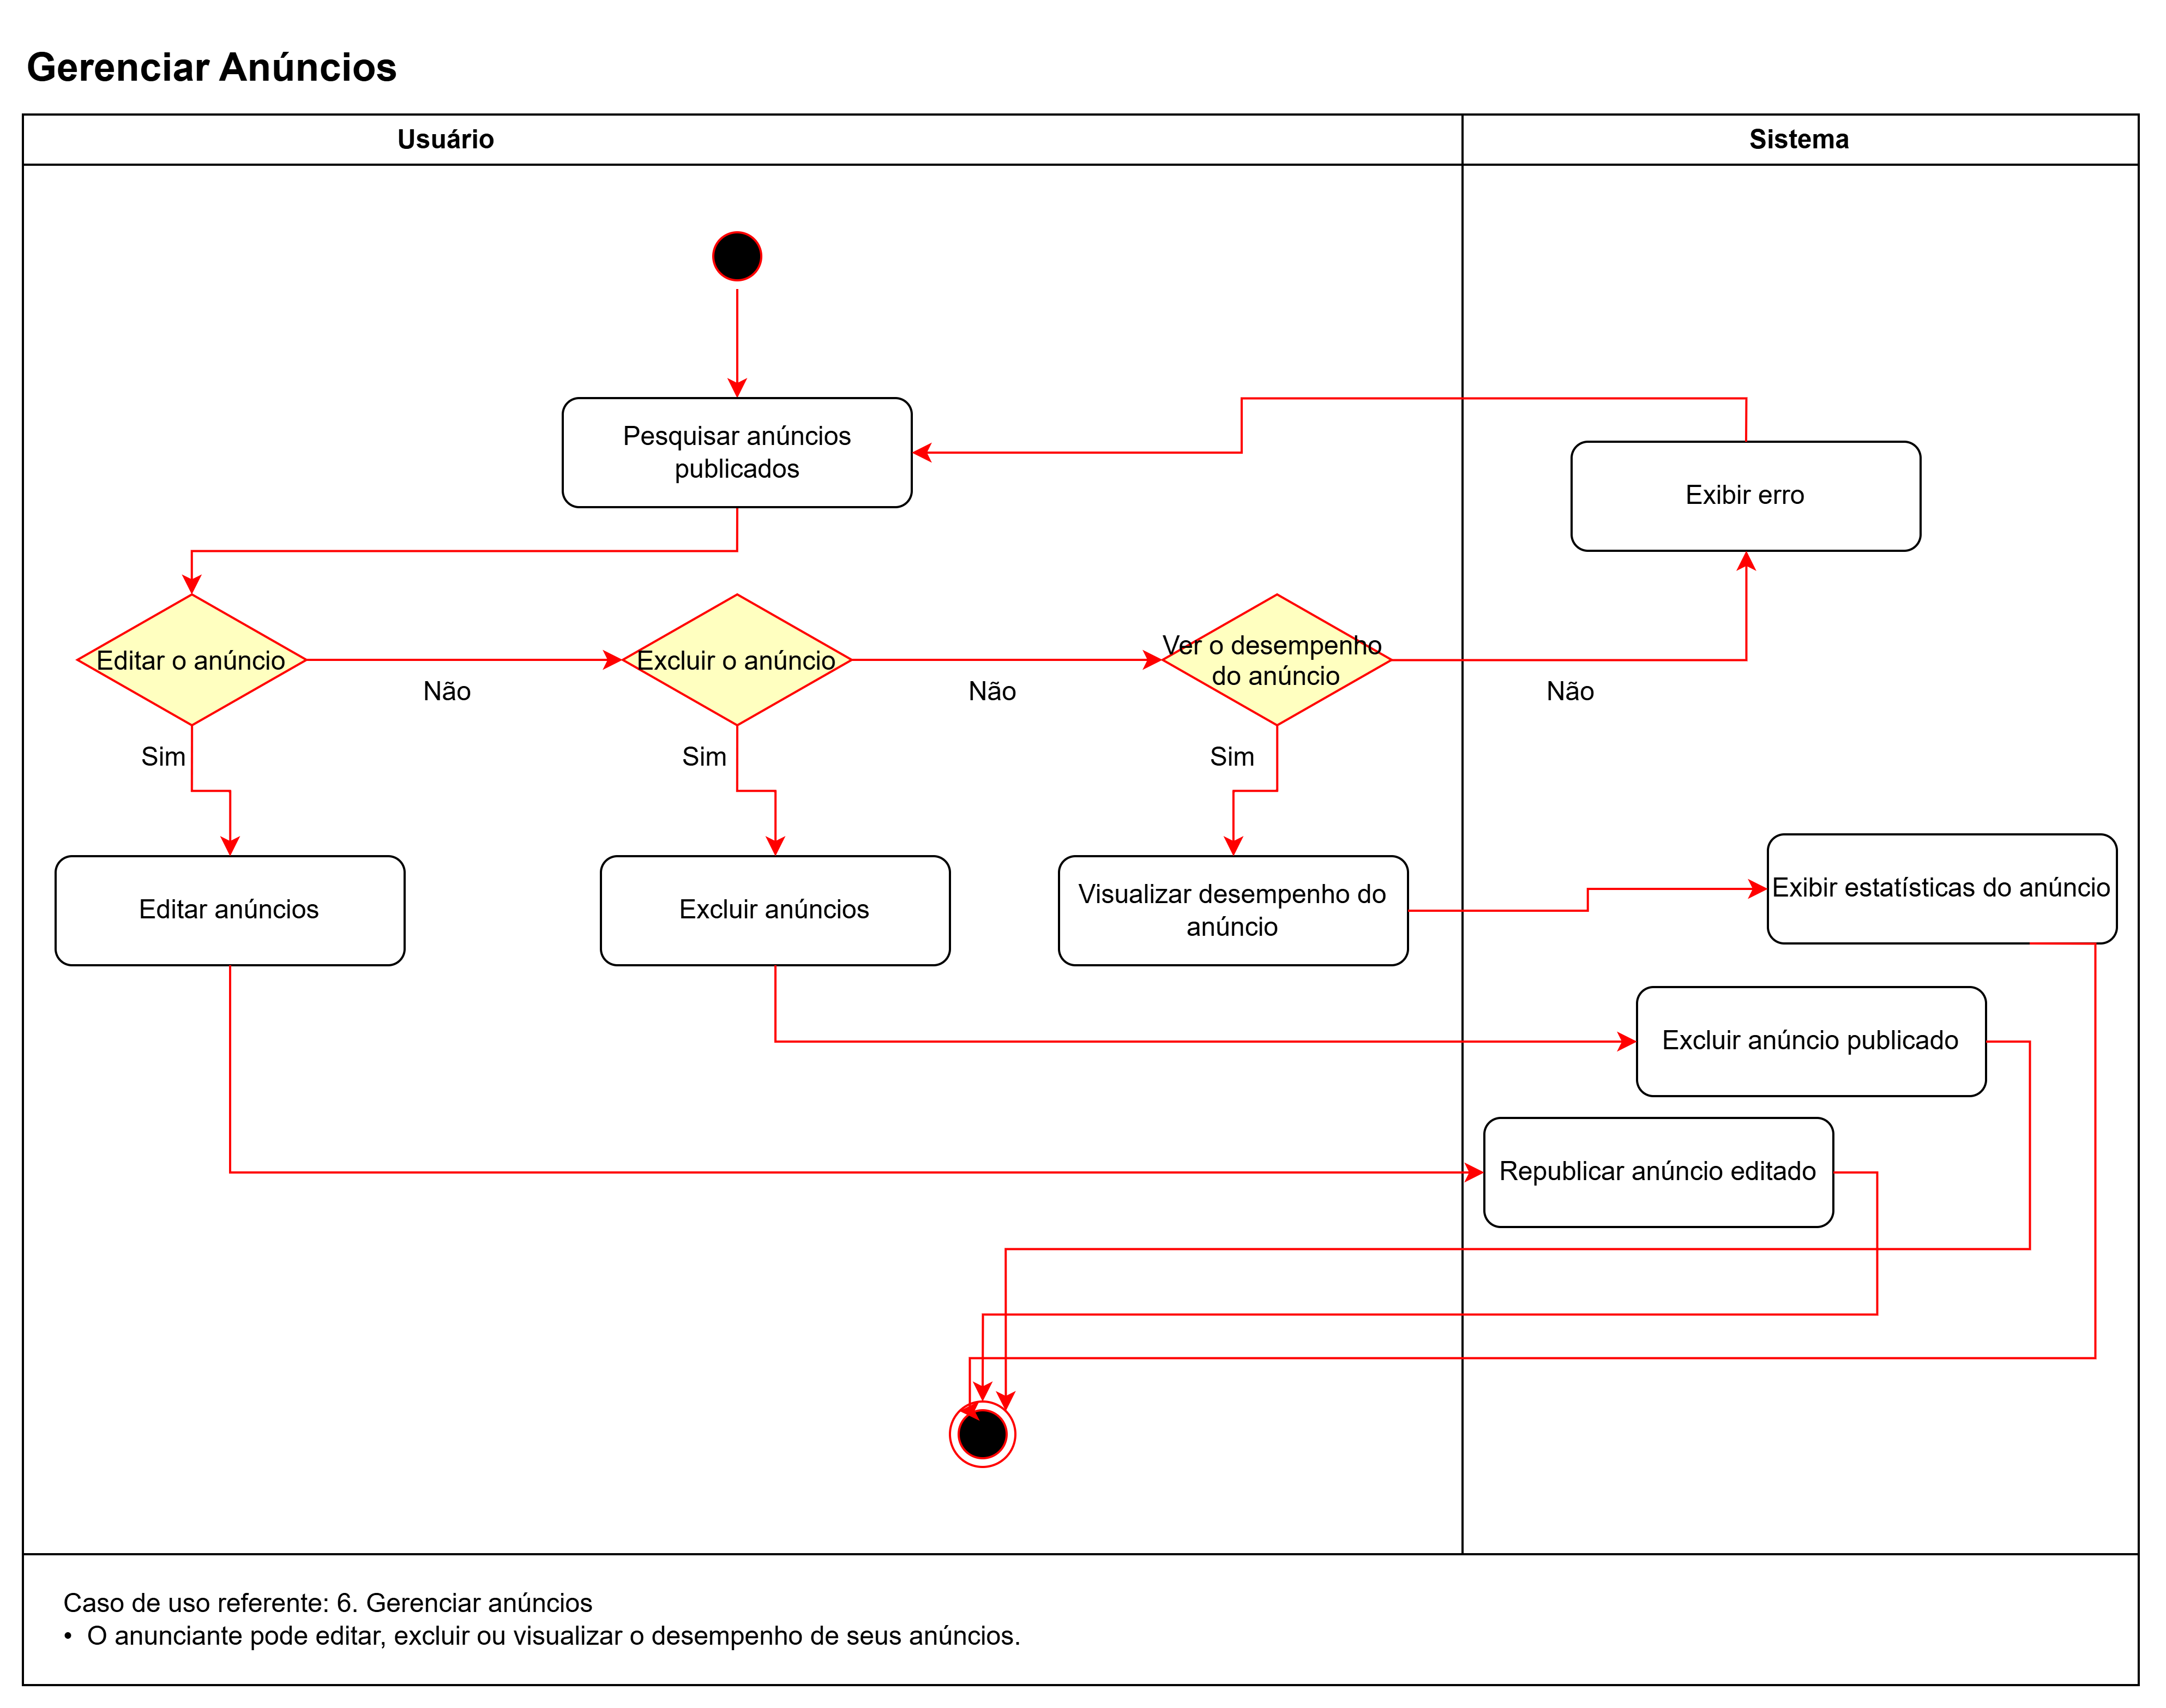 Gerenciar Anúncios
Usuário
Sistema
Pesquisar anúncios
publicados
Exibir erro
Editar o anúncio
Excluir o anúncio
Ver o desempenho
do anúncio
Não
Não
Não
Sim
Sim
Sim
Editar anúncios
Excluir anúncios
Visualizar desempenho do
anúncio
Exibir estatísticas do anúncio
Excluir anúncio publicado
Republicar anúncio editado
Caso de uso referente: 6. Gerenciar anúncios
• O anunciante pode editar, excluir ou visualizar o desempenho de seus anúncios.